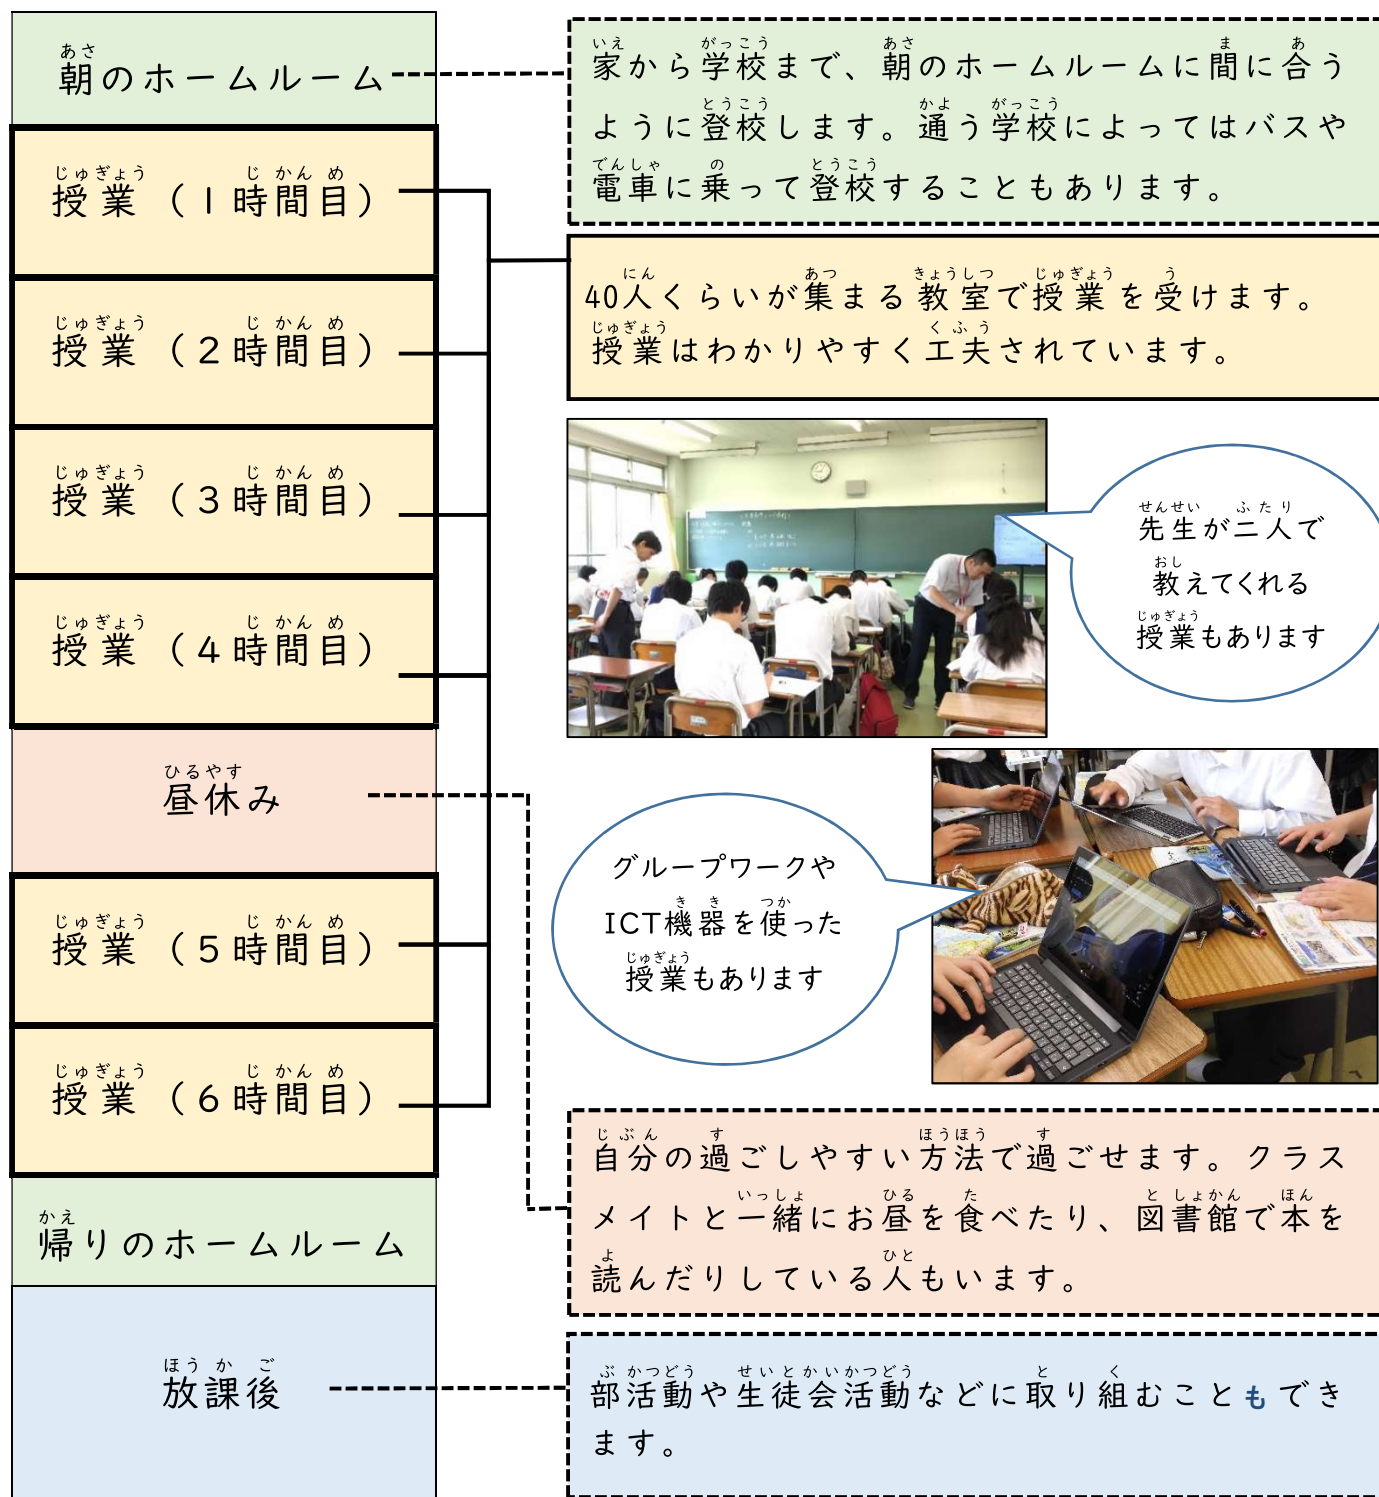 朝のホームルーム
授業（1時間目）
授業（2時間目）
授業（3時間目）
授業（4時間目）
昼休み
授業（5時間目）
授業（6時間目）
帰りのホームルーム
放課後
家から学校まで、朝のホームルームに間に合う
ように登校します。通う学校によってはバスや
電車に乗って登校することもあります。
40人くらいが集まる教室で授業を受けます。
授業はわかりやすく工夫されています。
先生が二人で
教えてくれる
授業もあります
グループワークや
ICT機器を使った
授業もあります
自分の過ごしやすい方法で過ごせます。クラス
メイトと一緒にお昼を食べたり、図書館で本を
読んだりしている人もいます。
部活動や生徒会活動などに取り組むこともでき
ます。